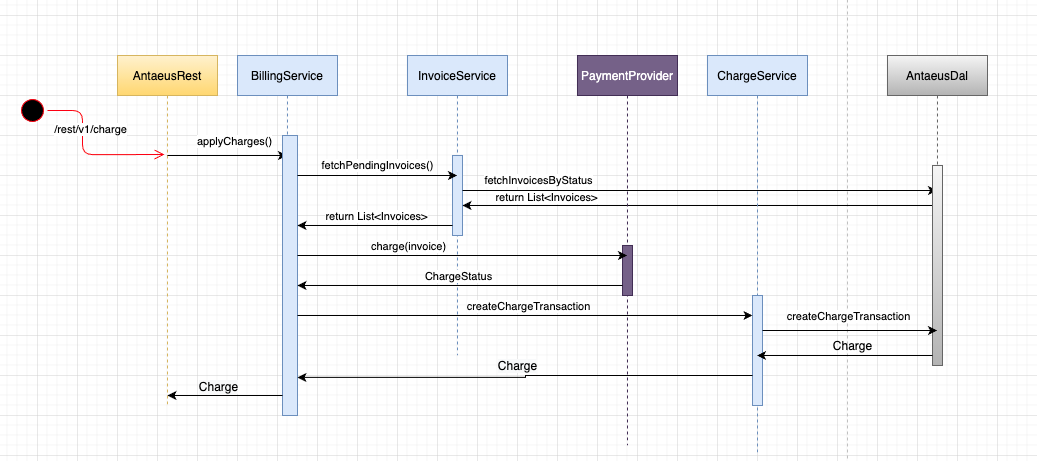 AntaeusRest
BillingService
InvoiceService
PaymentProvider
ChargeService
AntaeusDal
/rest/v1/charge
applyCharges()
fetchPendingInvoices()
fetchInvoicesByStatus
return List<Invoices>
return List<Invoices>
charge(invoice)
ChargeStatus
createChargeTransaction
createChargeTransaction
Charge
Charge
Charge